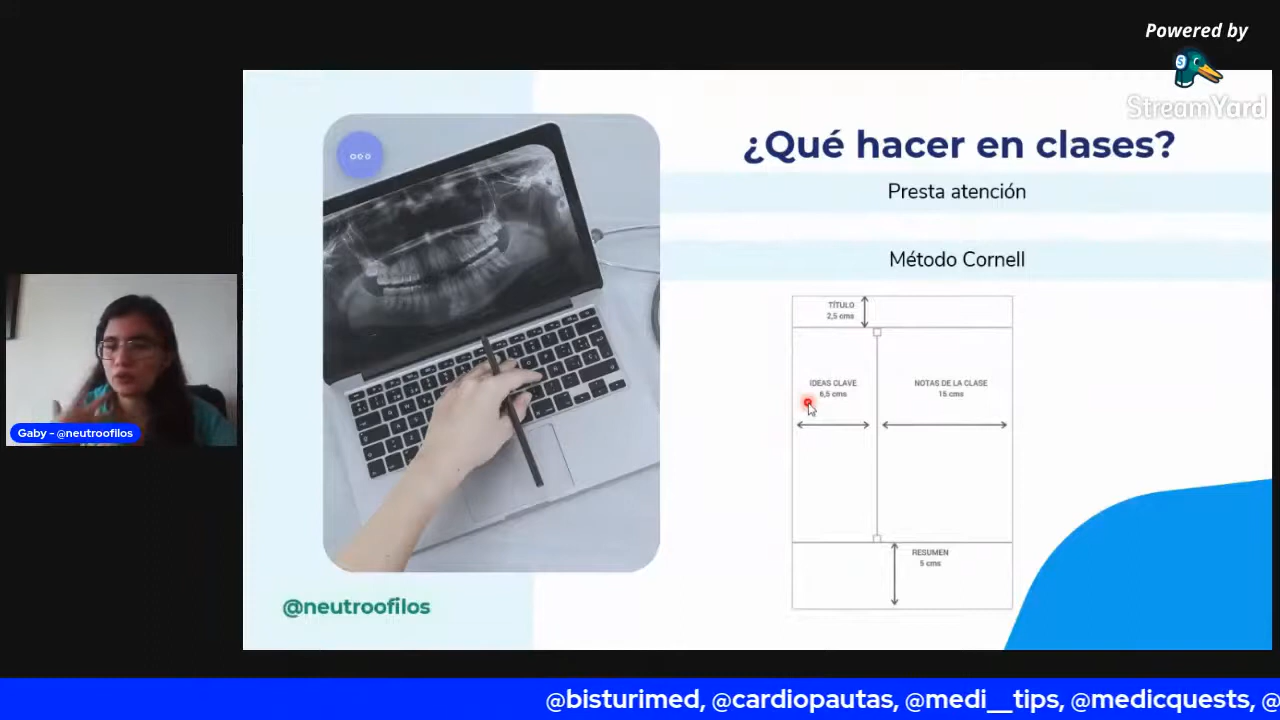 Powered by
StreamYard
¿Qué hacer en clases?
Presta atención
Método Cornell
TÍTULO
2,5 cms
IDEAS CLAVE
6,5 cms
NOTAS DE LA CLASE
15 cms
RESUMEN
5 cms
Gaby - @neutroofilos
@neutroofilos
@bisturimed, @cardiopautas, @medi__tips, @medicquests, @